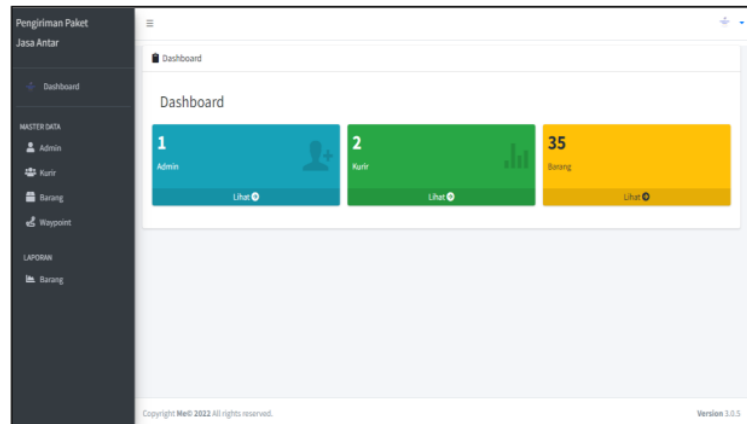 Pengiriman Paket
Jasa Antar
Dashboard
MASTER DATA
Admin
Kurir
Barang
Waypoint
LAPORAN
Barang
Dashboard
Dashboard
1
Admin
Lihat
2
Kurir
Lihat
35
Barang
Lihat
Copyright Me© 2022 All rights reserved.
Version 3.0.5